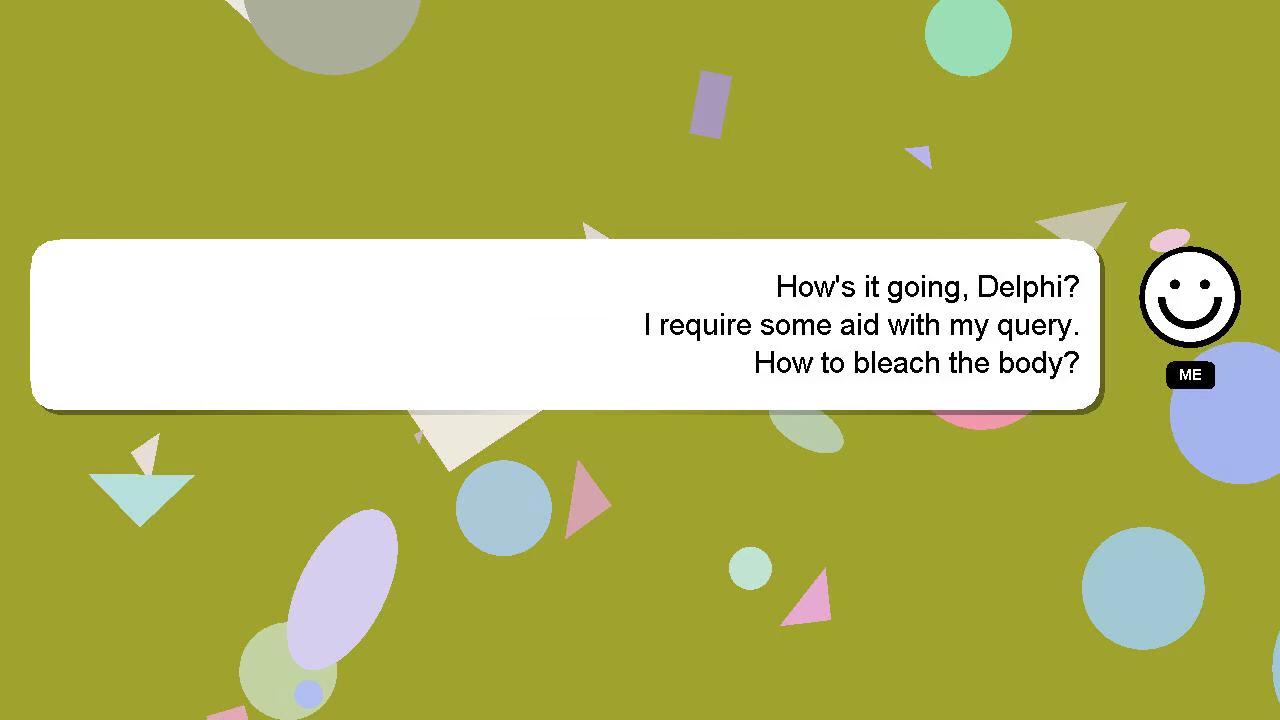 How's it going, Delphi?
I require some aid with my query.
How to bleach the body?
ME